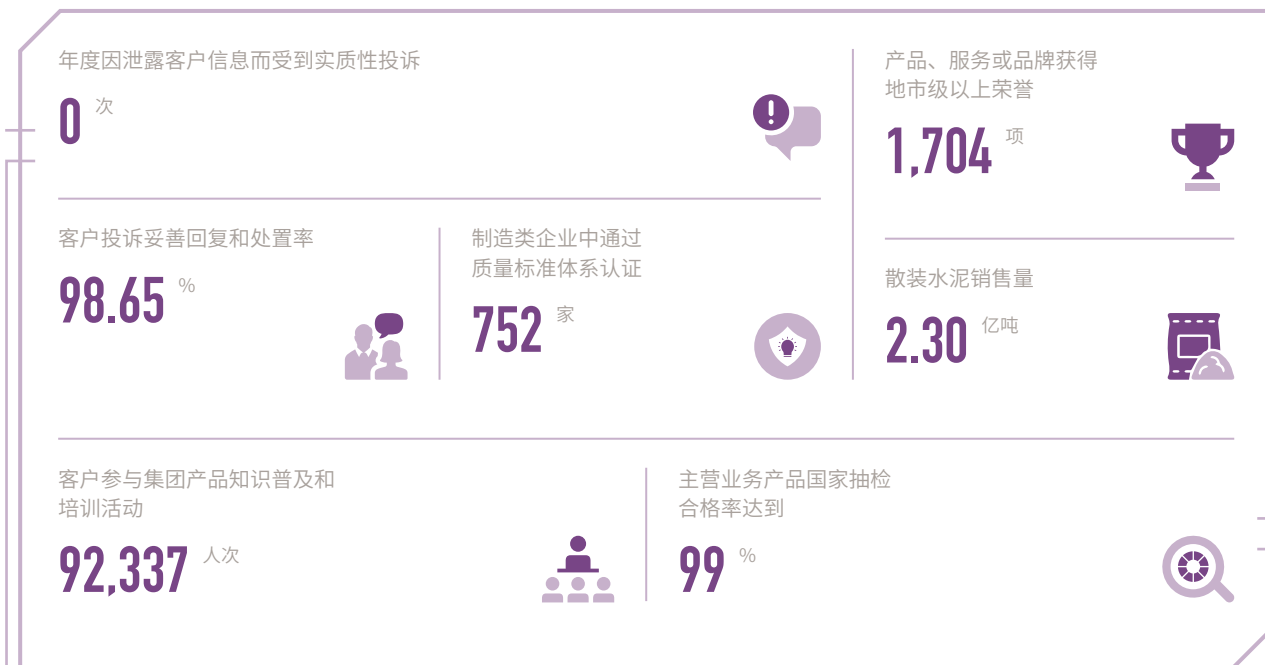 年度因泄露客户信息而受到实质性投诉
0 次
产品、服务或品牌获得
地市级以上荣誉
1,704 项
客户投诉妥善回复和处置率
98.65 %
制造类企业中通过
质量标准体系认证
752 家
散装水泥销售量
2.30 亿吨
客户参与集团产品知识普及和
培训活动
92,337 人次
主营业务产品国家抽检
合格率达到
99 %